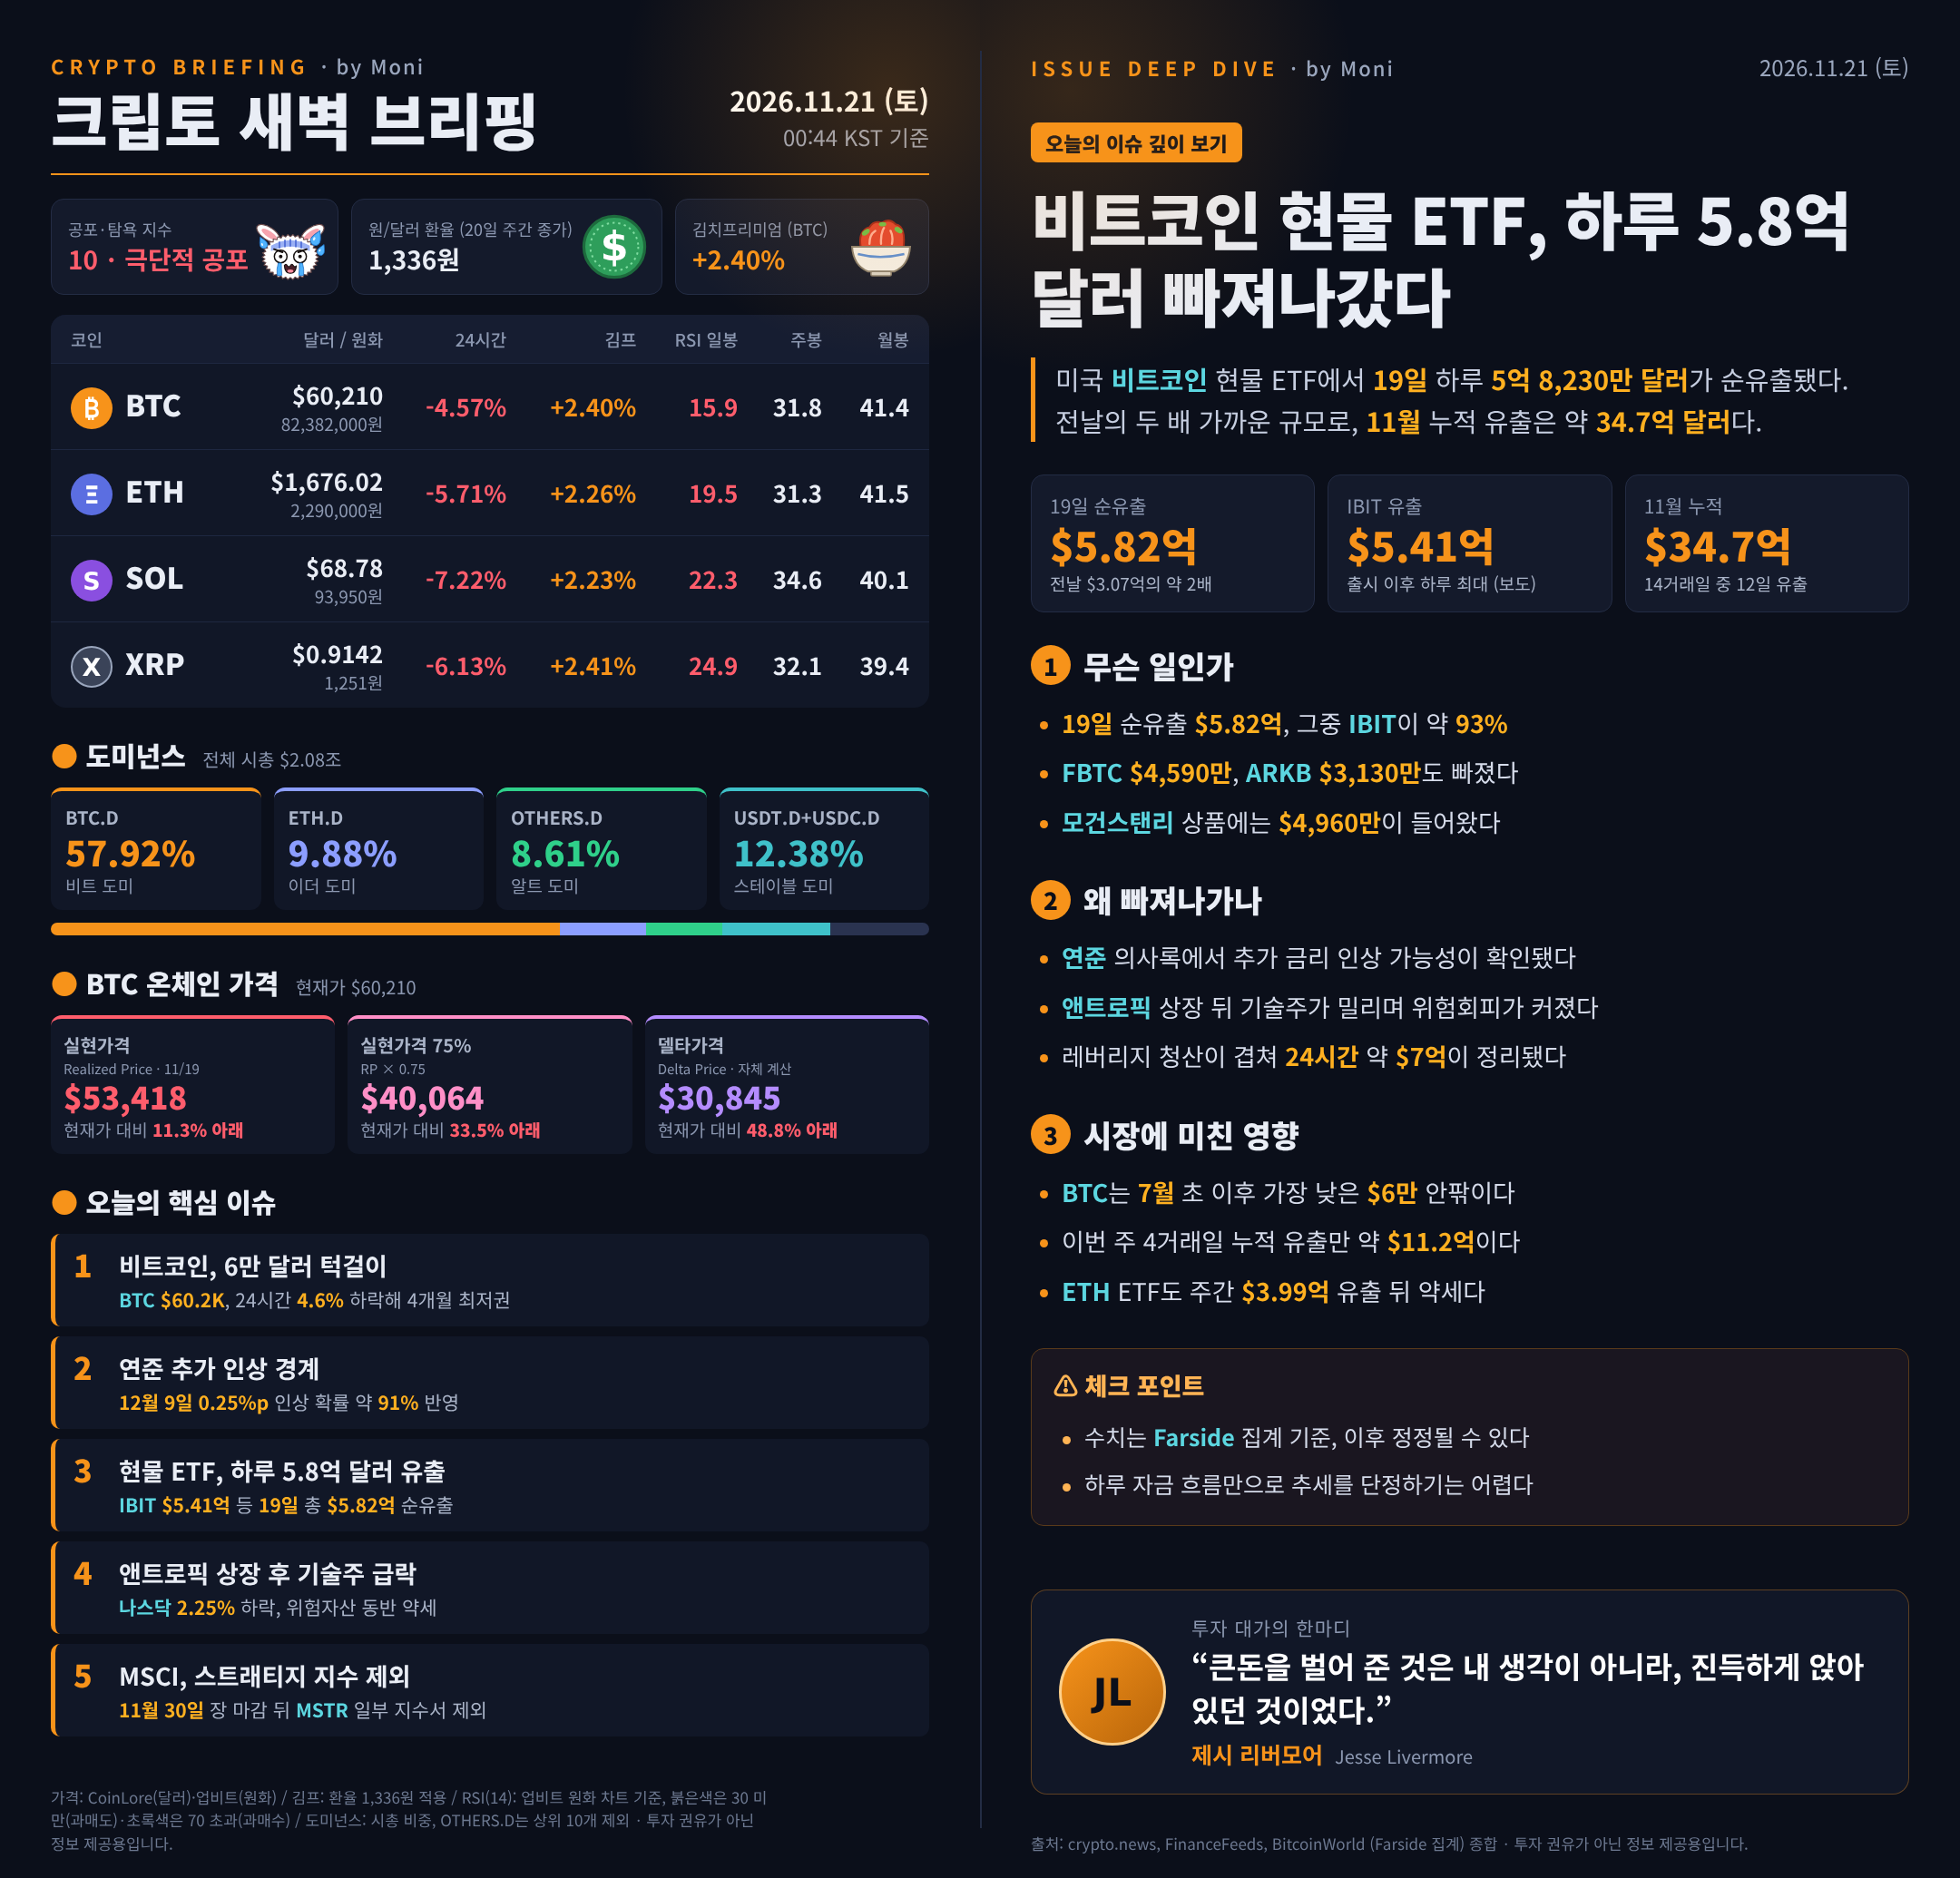 CRYPTO BRIEFING · by Moni
크립토 새벽 브리핑
2026.11.21 (토)
00:44 KST 기준
공포·탐욕 지수
10 · 극단적 공포
원/달러 환율 (20일 주간 종가)
1,336원
$
김치프리미엄 (BTC)
+2.40%
코인 달러 / 원화 24시간 김프 RSI 일봉 주봉 월봉
₿ BTC $60,210 -4.57% +2.40% 15.9 31.8 41.4
82,382,000원
Ξ ETH $1,676.02 -5.71% +2.26% 19.5 31.3 41.5
2,290,000원
S SOL $68.78 -7.22% +2.23% 22.3 34.6 40.1
93,950원
X XRP $0.9142 -6.13% +2.41% 24.9 32.1 39.4
1,251원
도미넌스 전체 시총 $2.08조
BTC.D
57.92%
비트 도미
ETH.D
9.88%
이더 도미
OTHERS.D
8.61%
알트 도미
USDT.D+USDC.D
12.38%
스테이블 도미
BTC 온체인 가격 현재가 $60,210
실현가격
Realized Price · 11/19
$53,418
현재가 대비 11.3% 아래
실현가격 75%
RP × 0.75
$40,064
현재가 대비 33.5% 아래
델타가격
Delta Price · 자체 계산
$30,845
현재가 대비 48.8% 아래
오늘의 핵심 이슈
1 비트코인, 6만 달러 턱걸이
BTC $60.2K, 24시간 4.6% 하락해 4개월 최저권
2 연준 추가 인상 경계
12월 9일 0.25%p 인상 확률 약 91% 반영
3 현물 ETF, 하루 5.8억 달러 유출
IBIT $5.41억 등 19일 총 $5.82억 순유출
4 앤트로픽 상장 후 기술주 급락
나스닥 2.25% 하락, 위험자산 동반 약세
5 MSCI, 스트래티지 지수 제외
11월 30일 장 마감 뒤 MSTR 일부 지수서 제외
가격: CoinLore(달러)·업비트(원화) / 김프: 환율 1,336원 적용 / RSI(14): 업비트 원화 차트 기준, 붉은색은 30 미
만(과매도)·초록색은 70 초과(과매수) / 도미넌스: 시총 비중, OTHERS.D는 상위 10개 제외 · 투자 권유가 아닌
정보 제공용입니다.
ISSUE DEEP DIVE · by Moni
2026.11.21 (토)
오늘의 이슈 깊이 보기
비트코인 현물 ETF, 하루 5.8억
달러 빠져나갔다
미국 비트코인 현물 ETF에서 19일 하루 5억 8,230만 달러가 순유출됐다.
전날의 두 배 가까운 규모로, 11월 누적 유출은 약 34.7억 달러다.
19일 순유출
$5.82억
전날 $3.07억의 약 2배
IBIT 유출
$5.41억
출시 이후 하루 최대 (보도)
11월 누적
$34.7억
14거래일 중 12일 유출
1 무슨 일인가
• 19일 순유출 $5.82억, 그중 IBIT이 약 93%
• FBTC $4,590만, ARKB $3,130만도 빠졌다
• 모건스탠리 상품에는 $4,960만이 들어왔다
2 왜 빠져나가나
• 연준 의사록에서 추가 금리 인상 가능성이 확인됐다
• 앤트로픽 상장 뒤 기술주가 밀리며 위험회피가 커졌다
• 레버리지 청산이 겹쳐 24시간 약 $7억이 정리됐다
3 시장에 미친 영향
• BTC는 7월 초 이후 가장 낮은 $6만 안팎이다
• 이번 주 4거래일 누적 유출만 약 $11.2억이다
• ETH ETF도 주간 $3.99억 유출 뒤 약세다
⚠ 체크 포인트
• 수치는 Farside 집계 기준, 이후 정정될 수 있다
• 하루 자금 흐름만으로 추세를 단정하기는 어렵다
JL
투자 대가의 한마디
“큰돈을 벌어 준 것은 내 생각이 아니라, 진득하게 앉아
있던 것이었다.”
제시 리버모어 Jesse Livermore
출처: crypto.news, FinanceFeeds, BitcoinWorld (Farside 집계) 종합 · 투자 권유가 아닌 정보 제공용입니다.